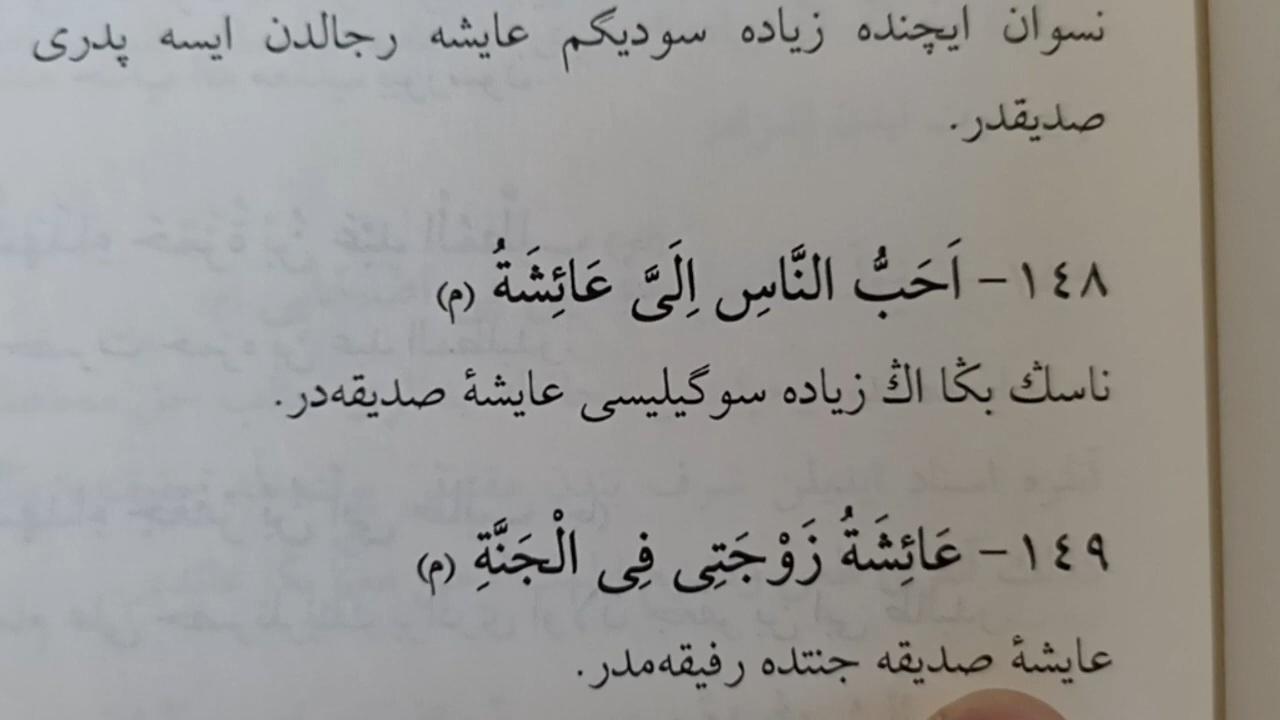 نسوان ایچنده زیاده سودیگم عایشه رجالدن ایسه پدری
صدیقدر.
١٤٨ – اَحَبُّ النَّاسِ اِلَىَّ عَائِشَةُ (م)
ناسڭ بڭا اڭ زیاده سوگیلیسی عایشهٔ صدیقه‌در.
١٤٩ – عَائِشَةُ زَوْجَتِى فِى الْجَنَّةِ (م)
عایشهٔ صدیقه جنتده رفیقه‌مدر.